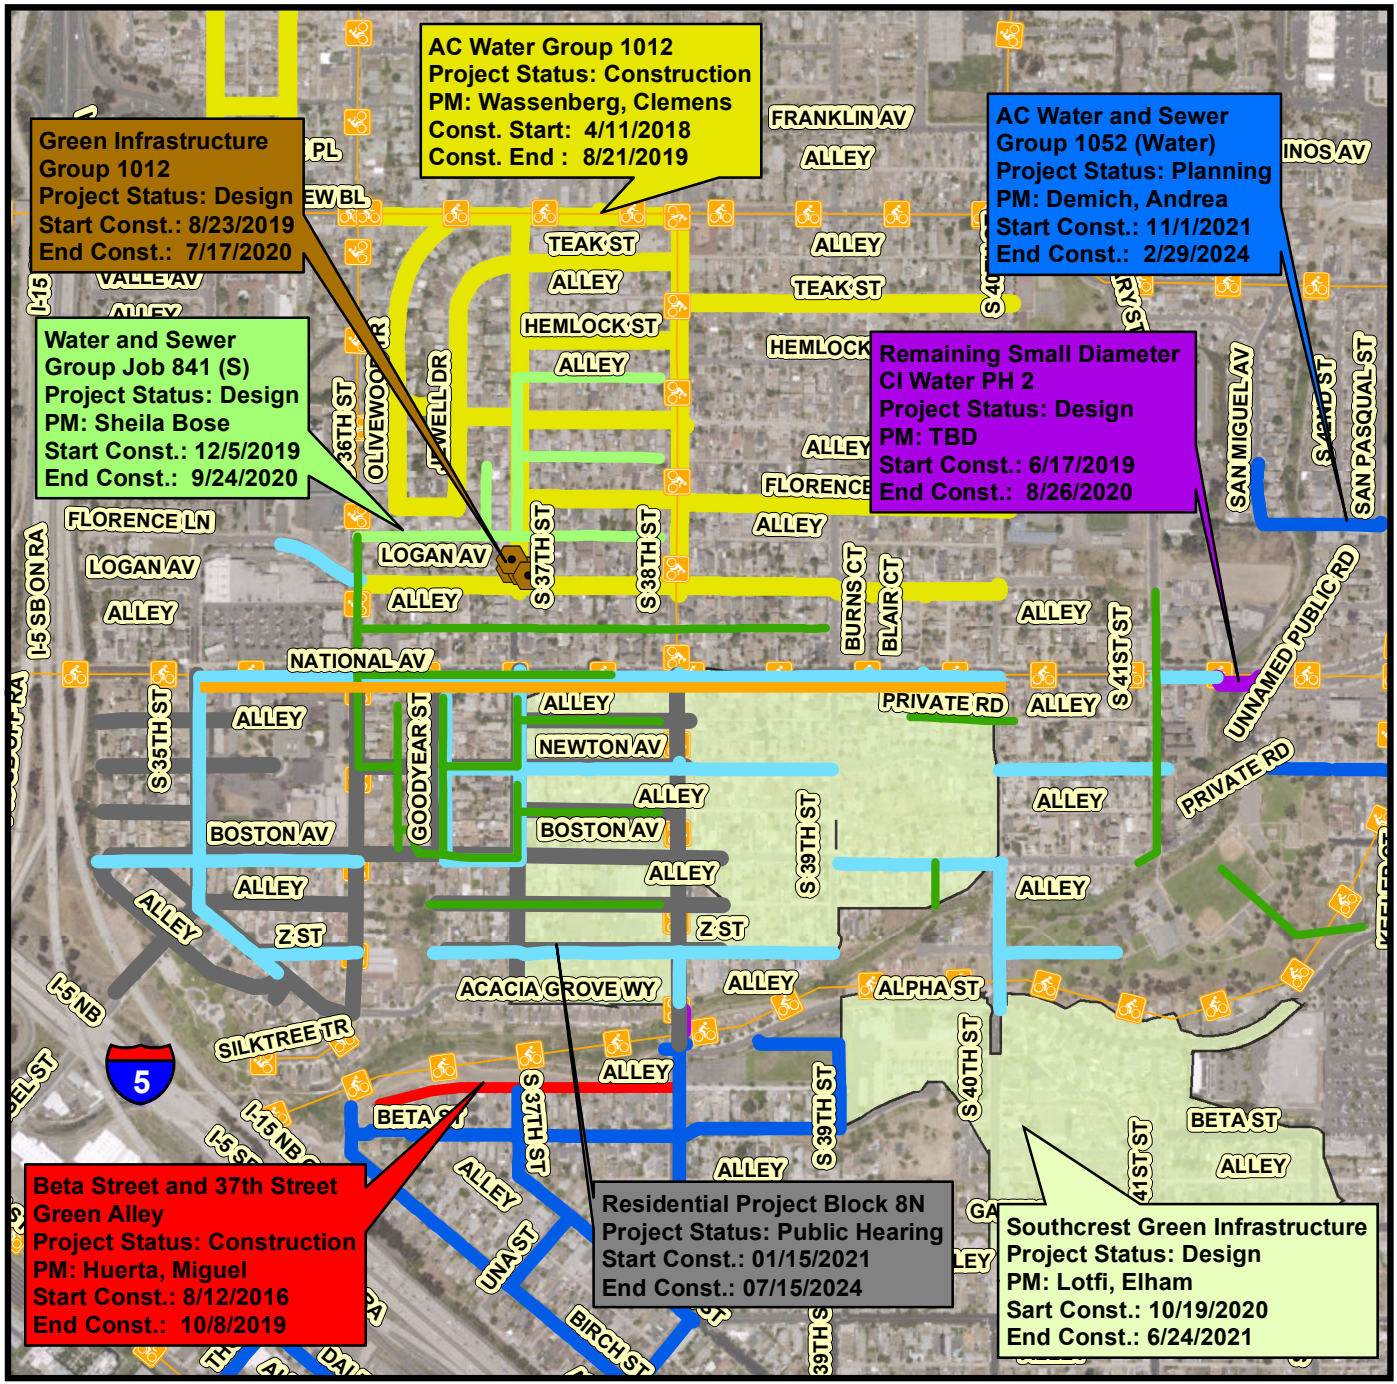 AC Water Group 1012
Project Status: Construction
PM: Wassenberg, Clemens
Const. Start:  4/11/2018
Const. End :  8/21/2019
Green Infrastructure
Group 1012
Project Status: Design
Start Const.: 8/23/2019
End Const.:  7/17/2020
AC Water and Sewer
Group 1052 (Water)
Project Status: Planning
PM: Demich, Andrea
Start Const.: 11/1/2021
End Const.:  2/29/2024
Water and Sewer
Group Job 841 (S)
Project Status: Design
PM: Sheila Bose
Start Const.: 12/5/2019
End Const.:  9/24/2020
Remaining Small Diameter
CI Water PH 2
Project Status: Design
PM: TBD
Start Const.: 6/17/2019
End Const.:  8/26/2020
FRANKLIN AV
ALLEY
PL
INOS AV
EW BL
TEAK ST
ALLEY
ALLEY
TEAK ST
VALLE AV
ALLEY
I-15
HEMLOCK ST
ALLEY
HEMLOCK
S 36TH ST
JEWELL DR
SAN MIGUEL AV
S 42ND ST
SAN PASQUAL ST
ALLEY
FLORENCE
ALLEY
FLORENCE LN
LOGAN AV
LOGAN AV
ALLEY
ALLEY
I-5 SB ON RA
S 37TH ST
S 38TH ST
BURNS CT
BLAIR CT
ALLEY
S 41ST ST
UNNAMED PUBLIC RD
NATIONAL AV
ALLEY
S 35TH ST
GOODYEAR ST
ALLEY
PRIVATE RD
ALLEY
NEWTON AV
ALLEY
S 39TH ST
ALLEY
PRIVATE RD
BOSTON AV
BOSTON AV
ALLEY
ALLEY
ALLEY
ALLEY
Z ST
Z ST
ACACIA GROVE WY
ALLEY
ALPHA ST
I-5 NB
SILKTREE TR
5
ALLEY
S 37TH ST
S 39TH ST
S 40TH ST
BETA ST
BETA ST
41ST ST
ALLEY
ALLEY
ALLEY
UNA ST
BIRCH ST
39TH S
Beta Street and 37th Street
Green Alley
Project Status: Construction
PM: Huerta, Miguel
Start Const.: 8/12/2016
End Const.:  10/8/2019
Residential Project Block 8N
Project Status: Public Hearing
Start Const.: 01/15/2021
End Const.: 07/15/2024
Southcrest Green Infrastructure
Project Status: Design
PM: Lotfi, Elham
Sart Const.: 10/19/2020
End Const.: 6/24/2021